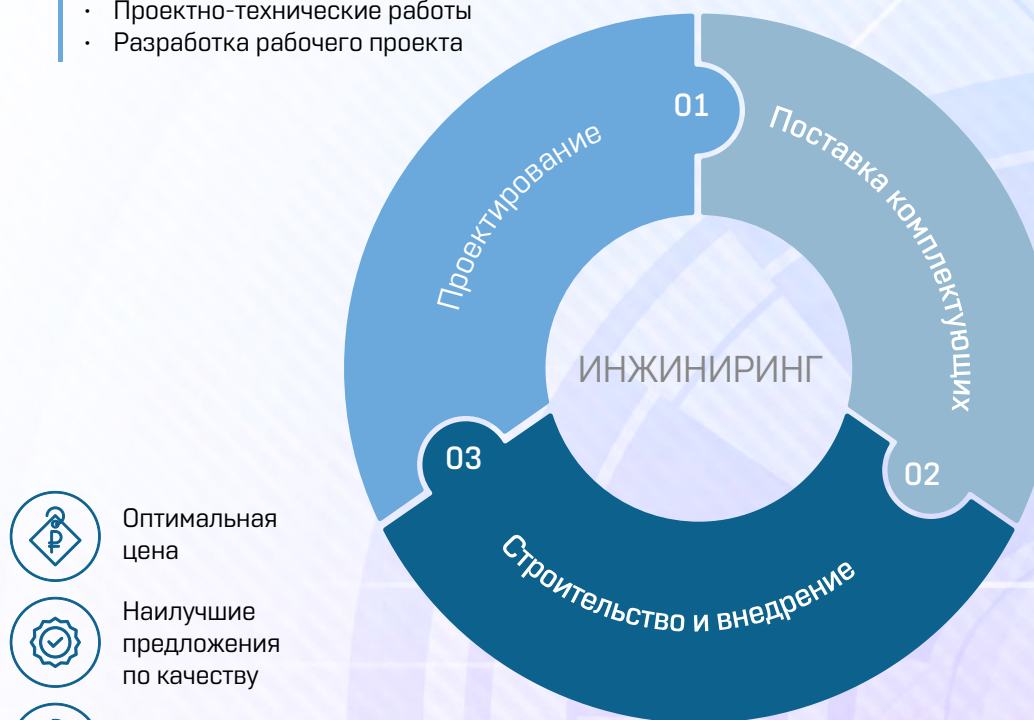 · Проектно-технические работы
· Разработка рабочего проекта
01
Проектирование
Поставка комплектующих
ИНЖИНИРИНГ
03
02
Строительство и внедрение
Оптимальная
цена
Наилучшие
предложения
по качеству